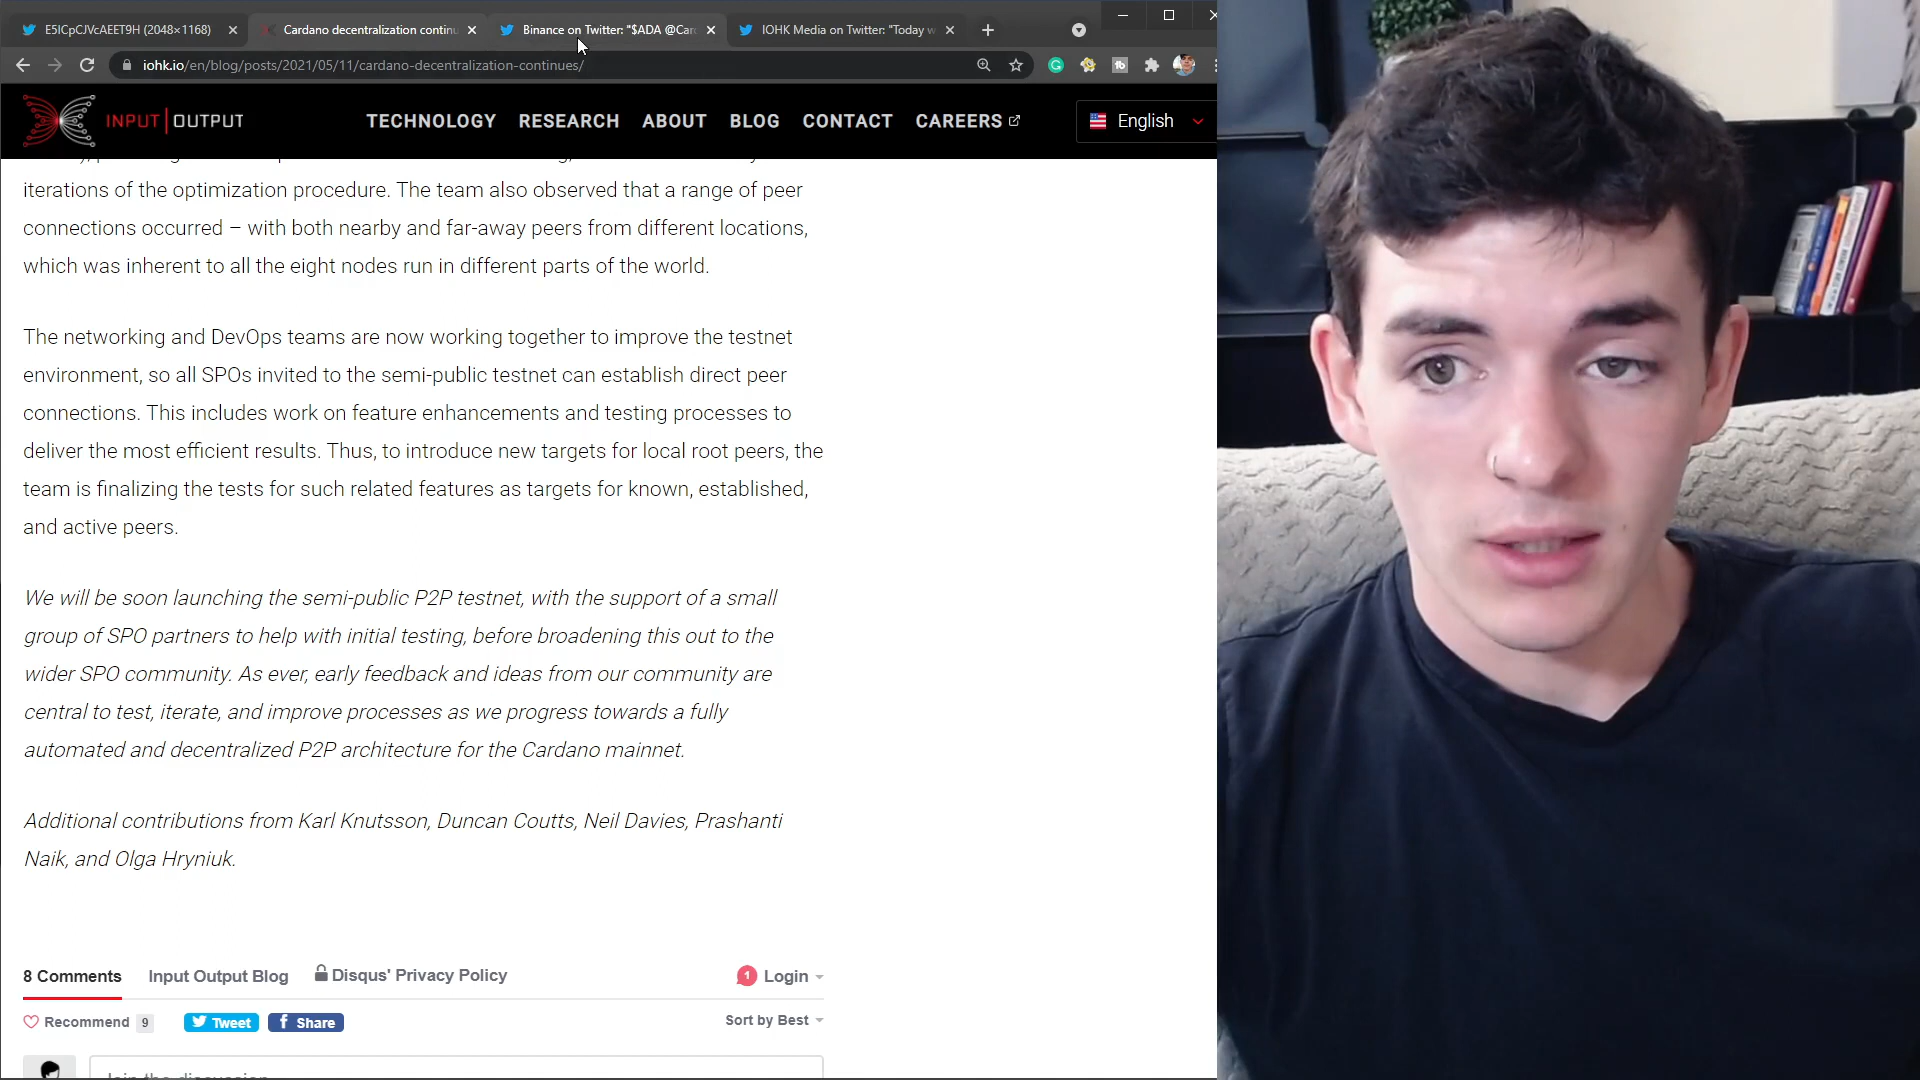 E5ICpCJVcAEET9H (2048×1168)
Cardano decentralization contin
Binance on Twitter: "$ADA @Car
IOHK Media on Twitter: "Today w
iohk.io/en/blog/posts/2021/05/11/cardano-decentralization-continues/
INPUT | OUTPUT
TECHNOLOGY RESEARCH ABOUT BLOG CONTACT CAREERS
English
iterations of the optimization procedure. The team also observed that a range of peer
connections occurred – with both nearby and far-away peers from different locations,
which was inherent to all the eight nodes run in different parts of the world.
The networking and DevOps teams are now working together to improve the testnet
environment, so all SPOs invited to the semi-public testnet can establish direct peer
connections. This includes work on feature enhancements and testing processes to
deliver the most efficient results. Thus, to introduce new targets for local root peers, the
team is finalizing the tests for such related features as targets for known, established,
and active peers.
We will be soon launching the semi-public P2P testnet, with the support of a small
group of SPO partners to help with initial testing, before broadening this out to the
wider SPO community. As ever, early feedback and ideas from our community are
central to test, iterate, and improve processes as we progress towards a fully
automated and decentralized P2P architecture for the Cardano mainnet.
Additional contributions from Karl Knutsson, Duncan Coutts, Neil Davies, Prashanti
Naik, and Olga Hryniuk.
8 Comments Input Output Blog Disqus' Privacy Policy 1 Login
Recommend 9 Tweet Share Sort by Best
Join the discussion